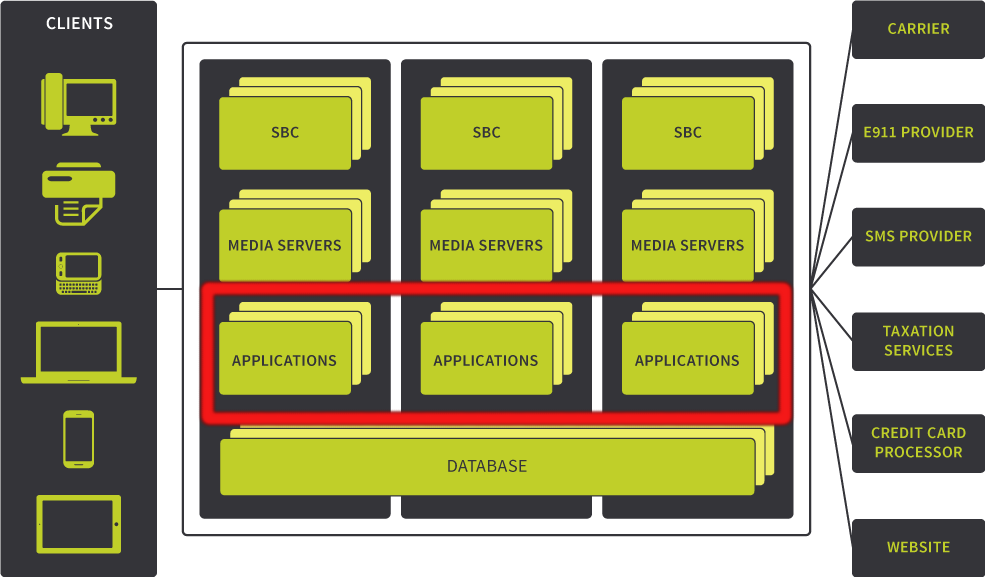 CLIENTS
SBC
SBC
SBC
MEDIA SERVERS
MEDIA SERVERS
MEDIA SERVERS
APPLICATIONS
APPLICATIONS
APPLICATIONS
DATABASE
CARRIER
E911 PROVIDER
SMS PROVIDER
TAXATION
SERVICES
CREDIT CARD
PROCESSOR
WEBSITE